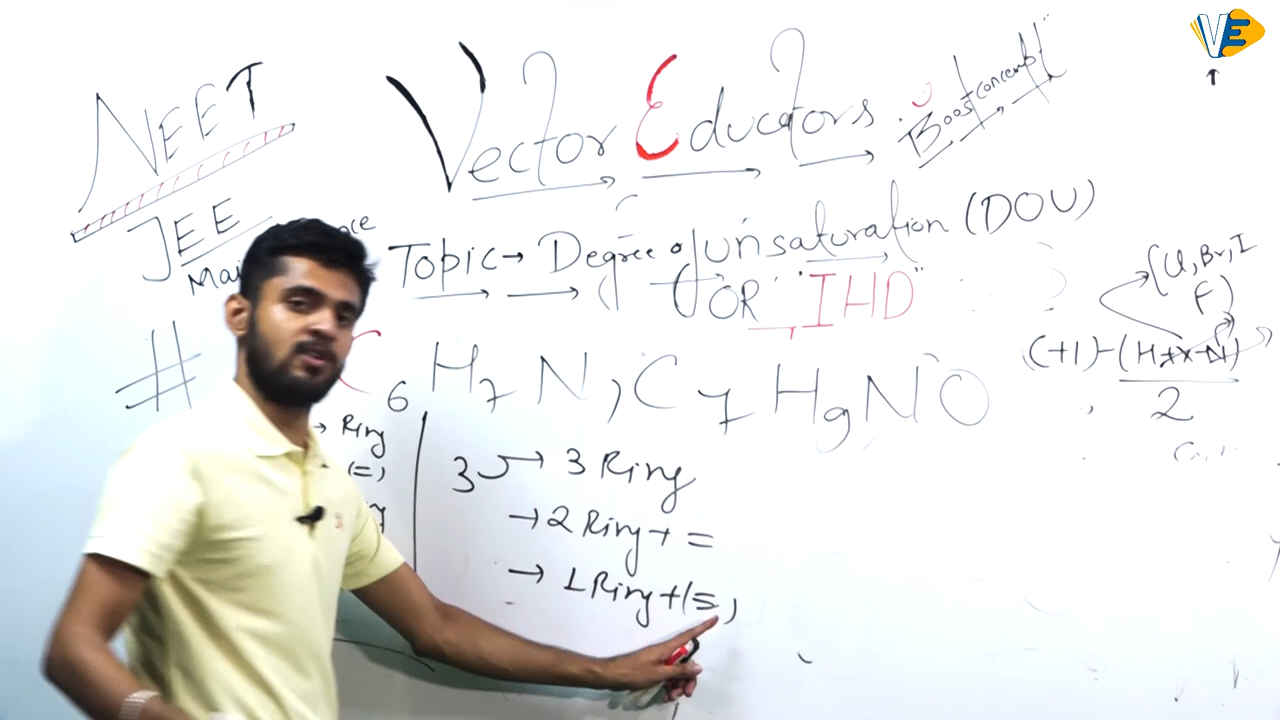 VE
NEET
Vector Educators
Boost concept
JEE
Topic → Degree of Unsaturation (DOU)
OR "IHD"
(Cl, Br, I
F)
# C6H7N, C7H9NO
(+1) - (H+X-N)
2
→ Ring
(=)
3 → 3 Ring
→ 2 Ring + =
→ 1 Ring + (=,